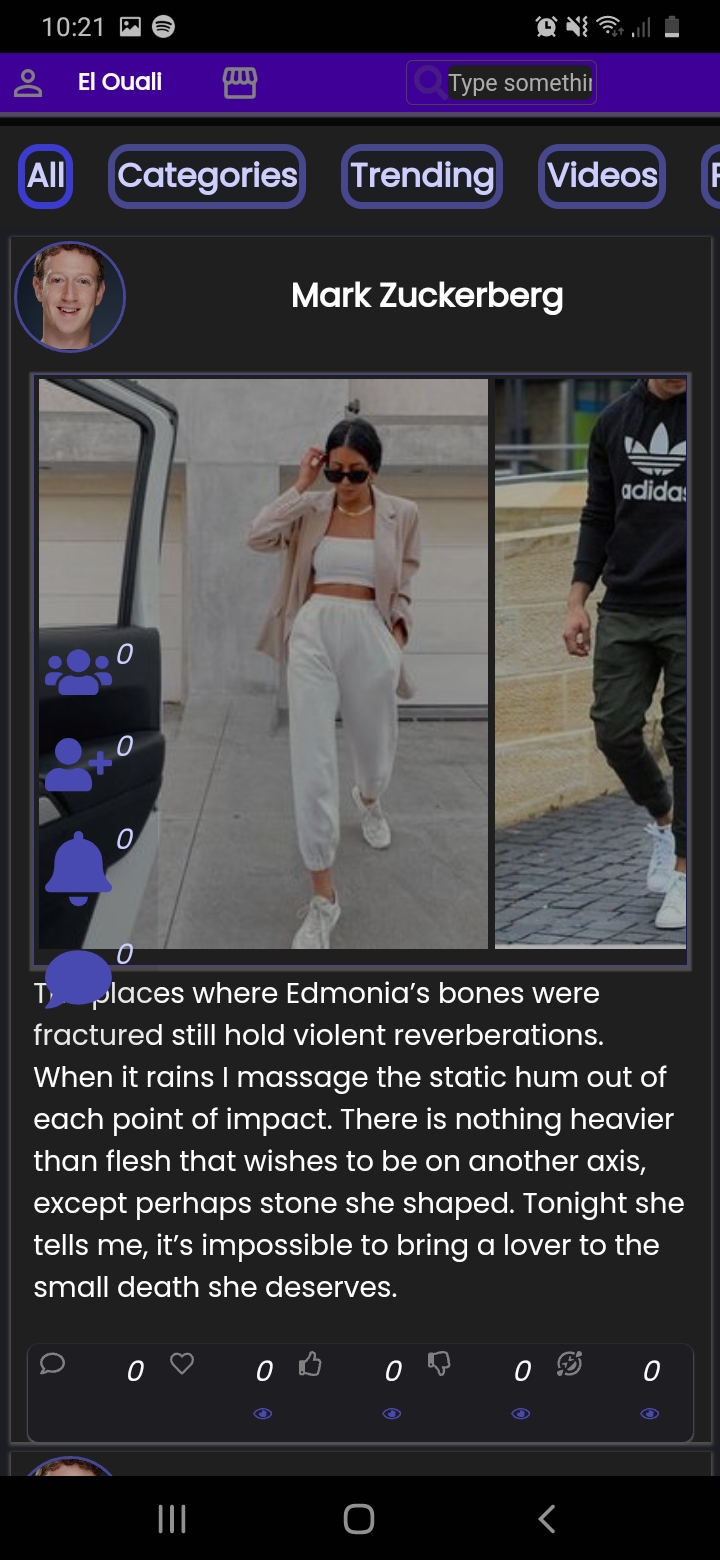 10:21
El Ouali
Type somethin
All Categories Trending Videos
Mark Zuckerberg
adidas
0
0
0
0
places where Edmonia’s bones were
fractured still hold violent reverberations.
When it rains I massage the static hum out of
each point of impact. There is nothing heavier
than flesh that wishes to be on another axis,
except perhaps stone she shaped. Tonight she
tells me, it’s impossible to bring a lover to the
small death she deserves.
0 0 0 0 0